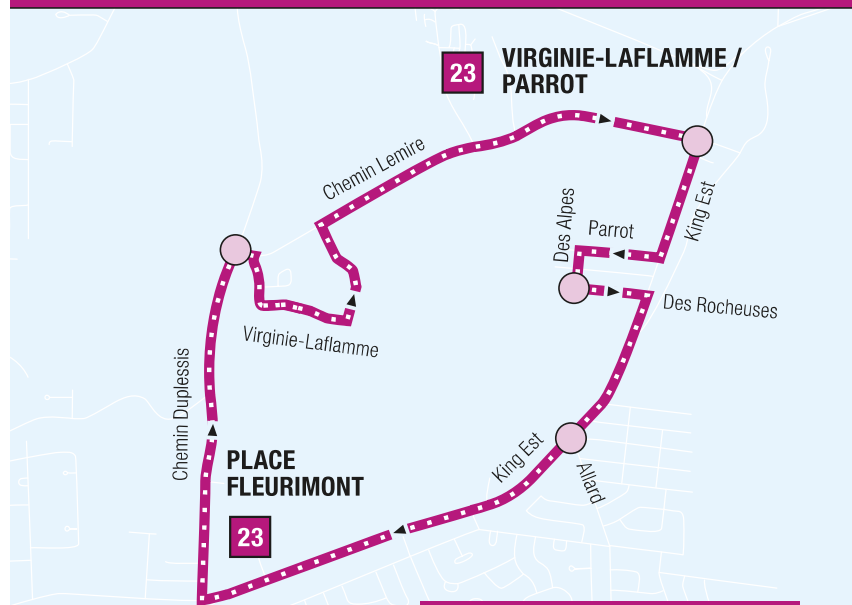 23
VIRGINIE-LAFLAMME /
PARROT
Chemin Lemire
King Est
Des Alpes
Parrot
Des Rocheuses
Virginie-Laflamme
Chemin Duplessis
King Est
Allard
PLACE
FLEURIMONT
23